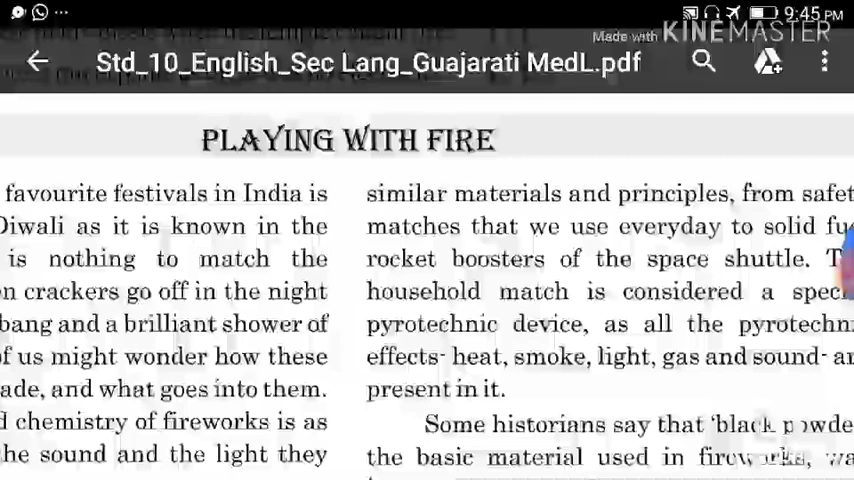 9:45 PM
Made with KINEMASTER
Std_10_English_Sec Lang_Guajarati MedL.pdf
PLAYING WITH FIRE
favourite festivals in India is
Diwali as it is known in the
is nothing to match the
crackers go off in the night
bang and a brilliant shower of
of us might wonder how these
ade, and what goes into them.
d chemistry of fireworks is as
he sound and the light they
similar materials and principles, from safet
matches that we use everyday to solid fu
rocket boosters of the space shuttle. T
household match is considered a spec
pyrotechnic device, as all the pyrotechn
effects- heat, smoke, light, gas and sound- a
present in it.
Some historians say that 'black powde
the basic material used in fireworks, wa